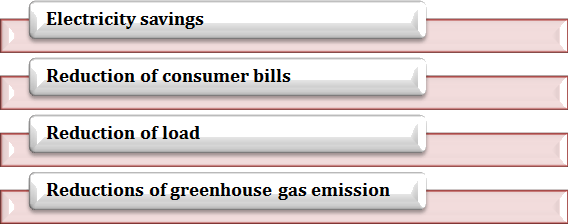 Electricity savings
Reduction of consumer bills
Reduction of load
Reductions of greenhouse gas emission